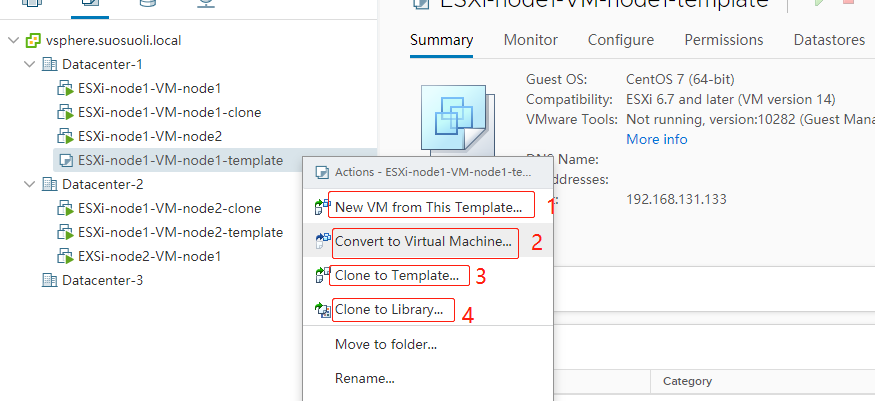 ESXi-node1-VM-node1-template
vsphere.suosuoli.local
Datacenter-1
ESXi-node1-VM-node1
ESXi-node1-VM-node1-clone
ESXi-node1-VM-node2
ESXi-node1-VM-node1-template
Datacenter-2
ESXi-node1-VM-node2-clone
ESXi-node1-VM-node2-template
EXSi-node2-VM-node1
Datacenter-3
Actions - ESXi-node1-VM-node1-te...
New VM from This Template... 1
Convert to Virtual Machine... 2
Clone to Template... 3
Clone to Library... 4
Move to folder...
Rename...
Summary Monitor Configure Permissions Datastores
Guest OS: CentOS 7 (64-bit)
Compatibility: ESXi 6.7 and later (VM version 14)
VMware Tools: Not running, version:10282 (Guest Mana
More info
DNS Name:
ddresses:
192.168.131.133
Category